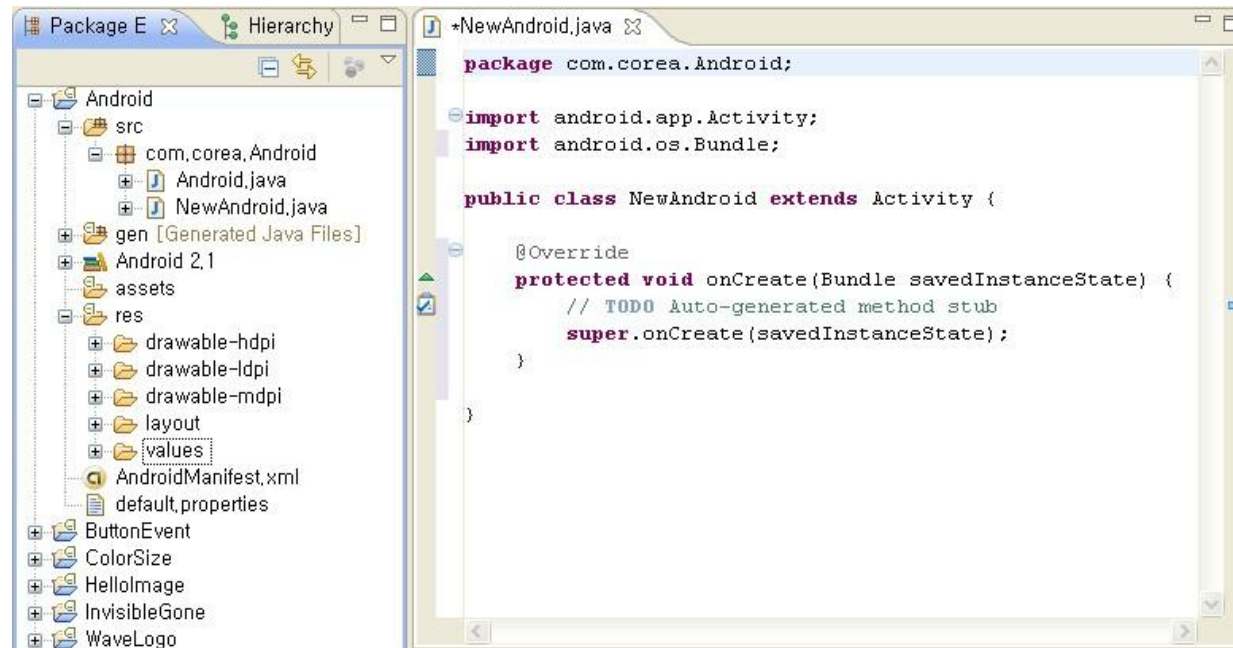 Package E
Hierarchy
Android
src
com.corea.Android
Android.java
NewAndroid.java
gen [Generated Java Files]
Android 2.1
assets
res
drawable-hdpi
drawable-ldpi
drawable-mdpi
layout
values
AndroidManifest.xml
default.properties
ButtonEvent
ColorSize
HelloImage
InvisibleGone
WaveLogo
*NewAndroid.java
package com.corea.Android;
import android.app.Activity;
import android.os.Bundle;
public class NewAndroid extends Activity {
@Override
protected void onCreate(Bundle savedInstanceState) {
// TODO Auto-generated method stub
super.onCreate(savedInstanceState);
}
}